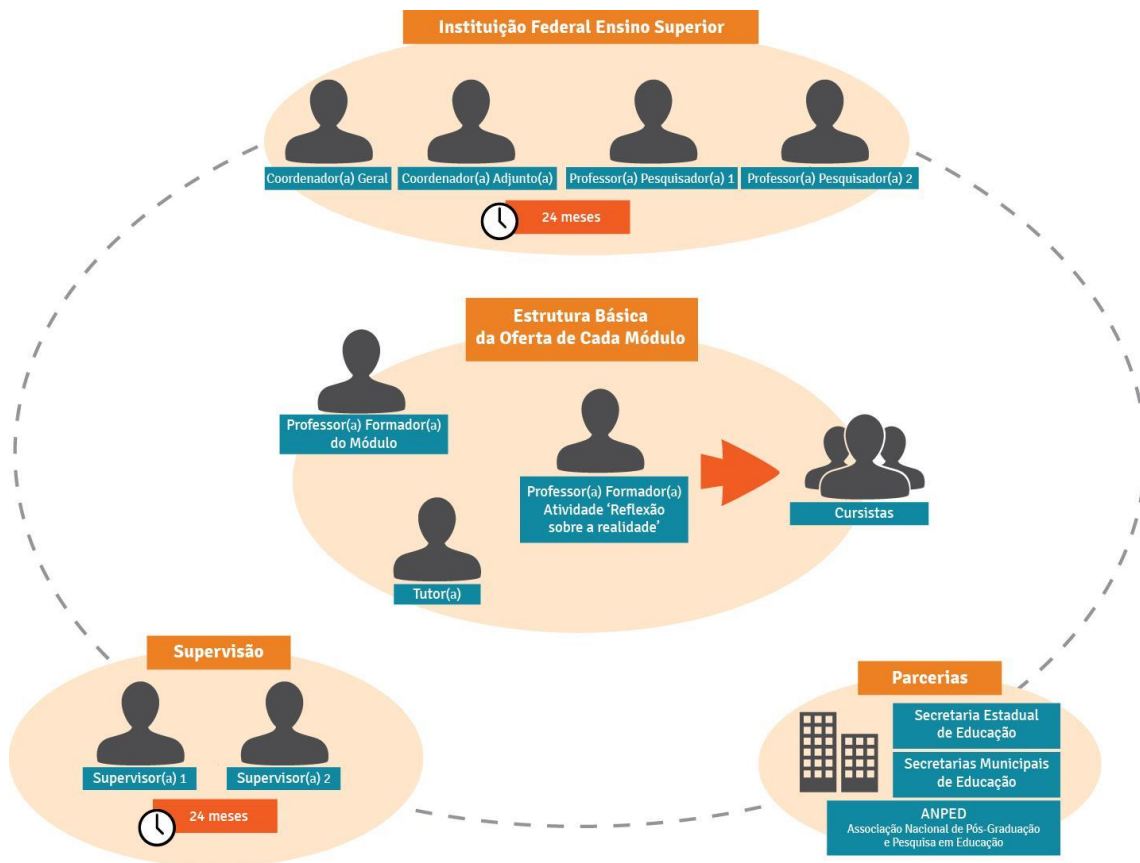 Instituição Federal Ensino Superior
Coordenador(a) Geral
Coordenador(a) Adjunto(a)
Professor(a) Pesquisador(a) 1
Professor(a) Pesquisador(a) 2
24 meses
Estrutura Básica
da Oferta de Cada Módulo
Professor(a) Formador(a)
do Módulo
Professor(a) Formador(a)
Atividade ‘Reflexão
sobre a realidade’
Cursistas
Tutor(a)
Supervisão
Supervisor(a) 1
Supervisor(a) 2
24 meses
Parcerias
Secretaria Estadual
de Educação
Secretarias Municipais
de Educação
ANPED
Associação Nacional de Pós-Graduação
e Pesquisa em Educação